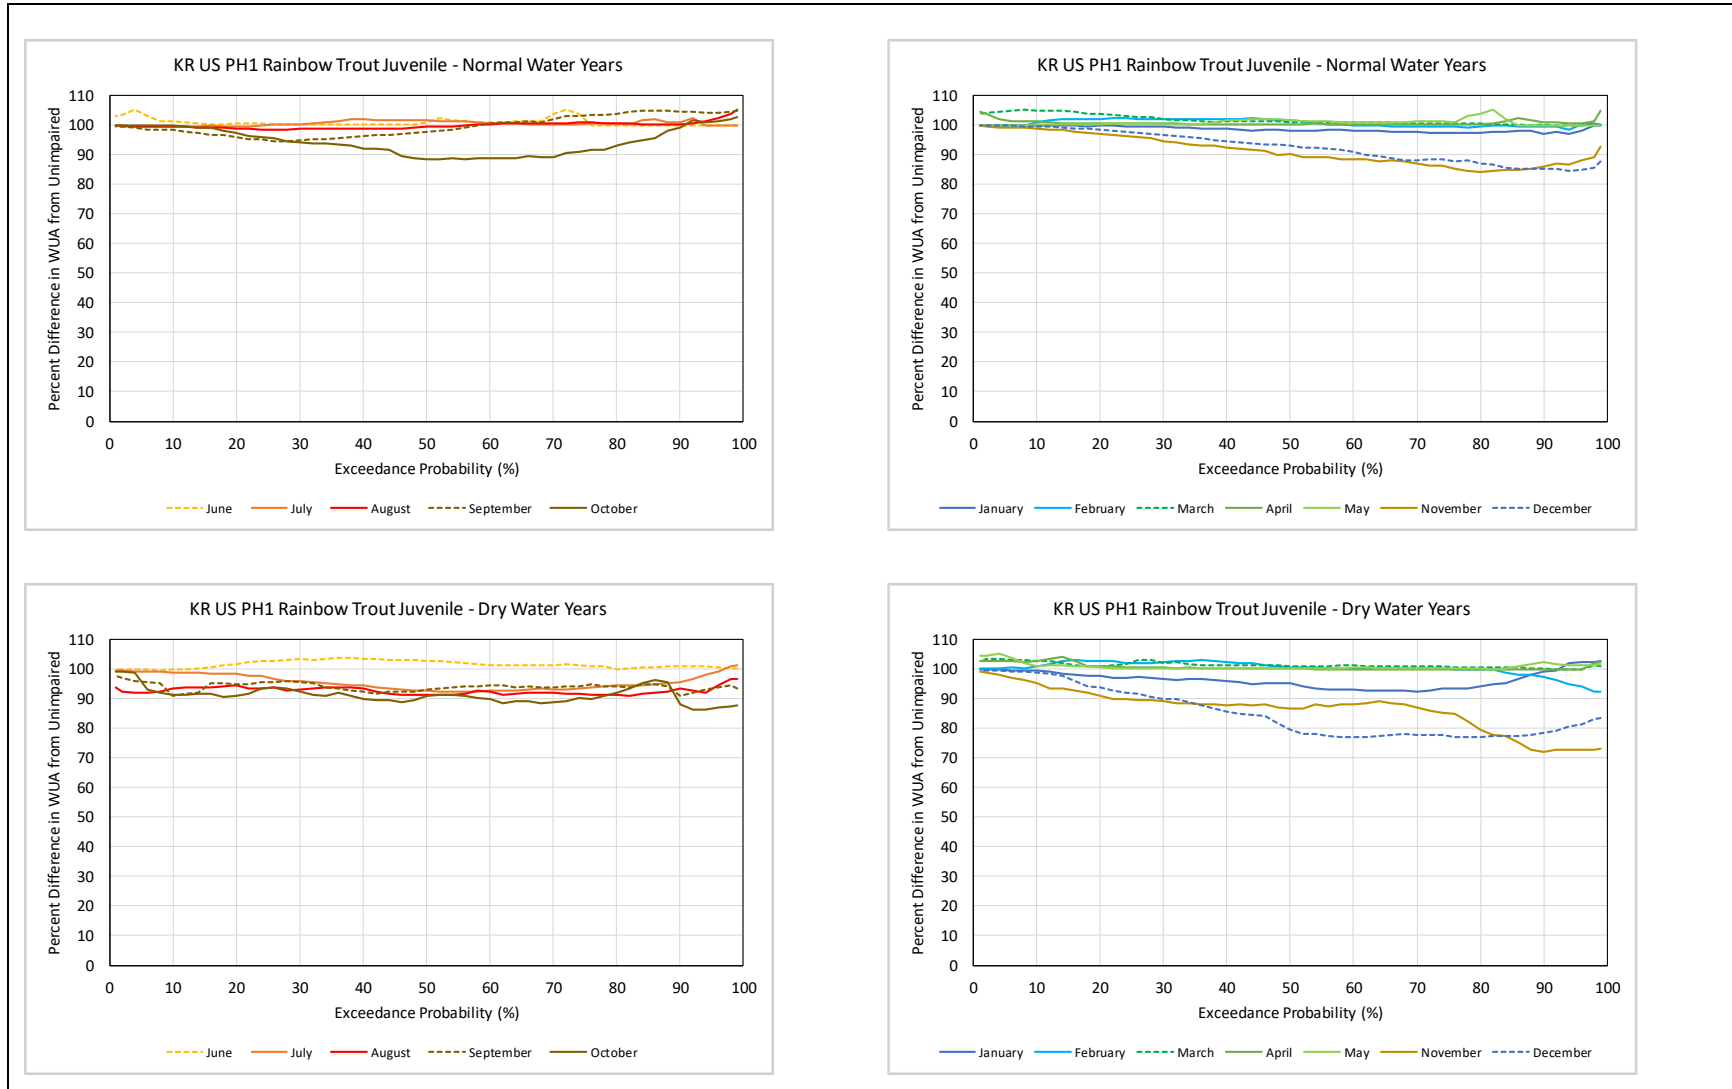 KR US PH1 Rainbow Trout Juvenile - Normal Water Years
Percent Difference in WUA from Unimpaired
110
100
90
80
70
60
50
40
30
20
10
0
0 10 20 30 40 50 60 70 80 90 100
Exceedance Probability (%)
June July August September October
KR US PH1 Rainbow Trout Juvenile - Normal Water Years
Percent Difference in WUA from Unimpaired
110
100
90
80
70
60
50
40
30
20
10
0
0 10 20 30 40 50 60 70 80 90 100
Exceedance Probability (%)
January February March April May November December
KR US PH1 Rainbow Trout Juvenile - Dry Water Years
Percent Difference in WUA from Unimpaired
110
100
90
80
70
60
50
40
30
20
10
0
0 10 20 30 40 50 60 70 80 90 100
Exceedance Probability (%)
June July August September October
KR US PH1 Rainbow Trout Juvenile - Dry Water Years
Percent Difference in WUA from Unimpaired
110
100
90
80
70
60
50
40
30
20
10
0
0 10 20 30 40 50 60 70 80 90 100
Exceedance Probability (%)
January February March April May November December